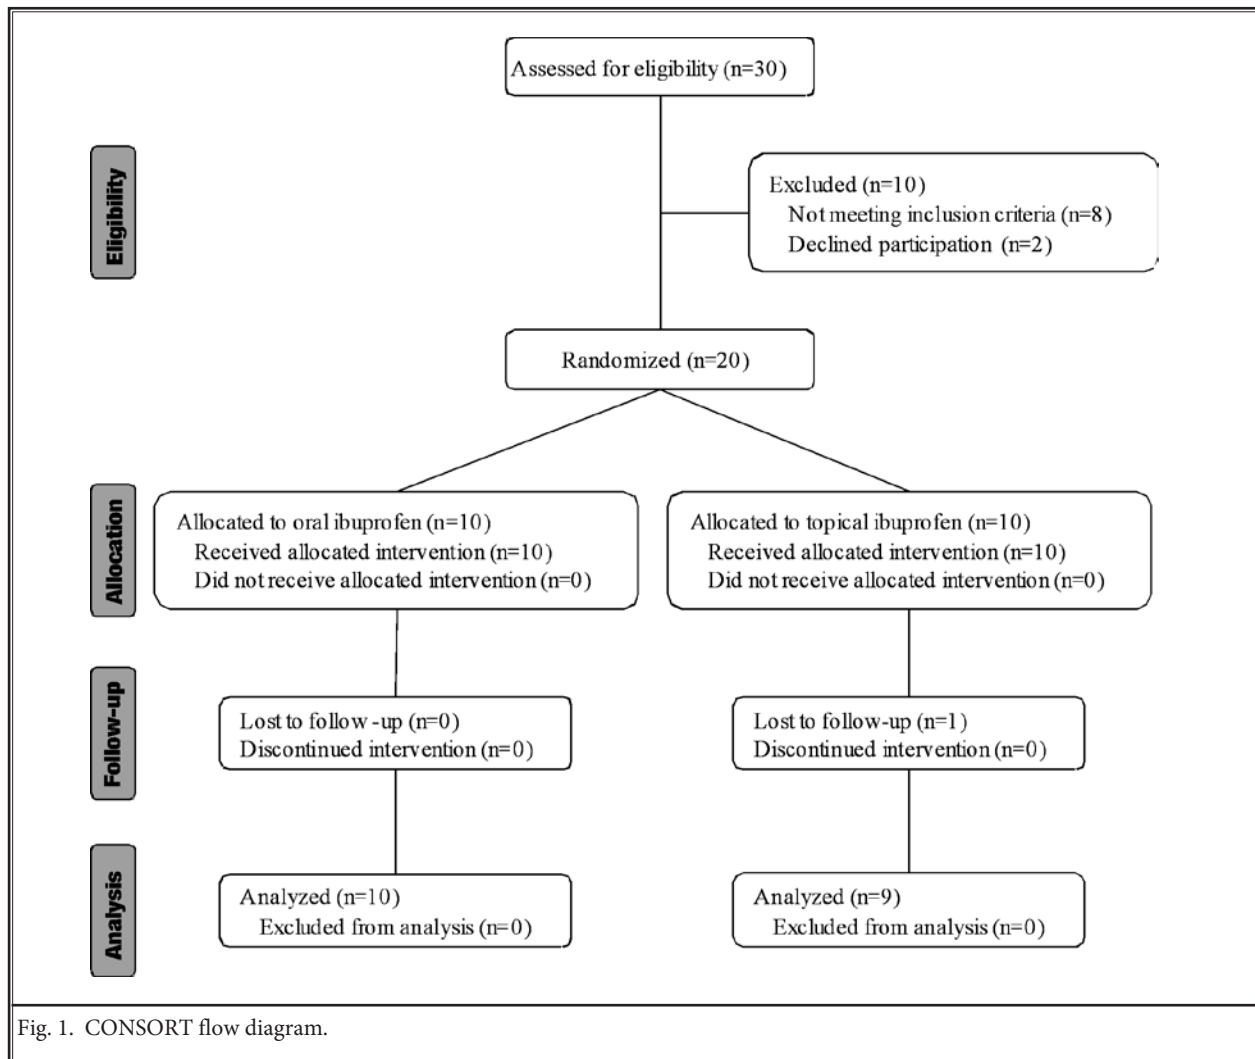 Assessed for eligibility (n=30)
Eligibility
Excluded (n=10)
Not meeting inclusion criteria (n=8)
Declined participation (n=2)
Randomized (n=20)
Allocation
Allocated to oral ibuprofen (n=10)
Received allocated intervention (n=10)
Did not receive allocated intervention (n=0)
Allocated to topical ibuprofen (n=10)
Received allocated intervention (n=10)
Did not receive allocated intervention (n=0)
Follow-up
Lost to follow -up (n=0)
Discontinued intervention (n=0)
Lost to follow-up (n=1)
Discontinued intervention (n=0)
Analysis
Analyzed (n=10)
Excluded from analysis (n=0)
Analyzed (n=9)
Excluded from analysis (n=0)
Fig. 1. CONSORT flow diagram.